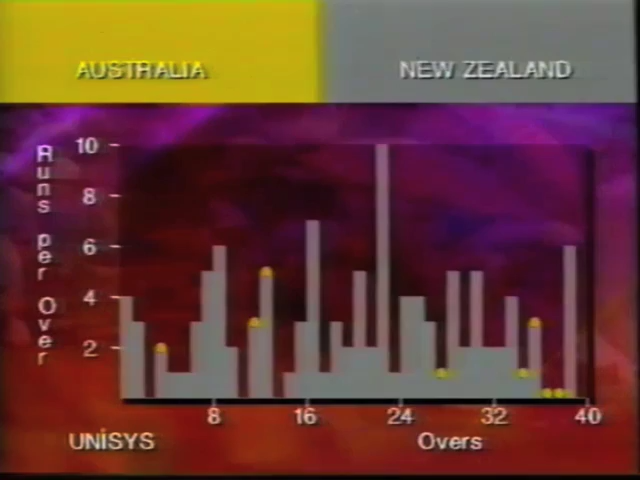 AUSTRALIA
NEW ZEALAND
Runs per Over
10
8
6
4
2
8 16 24 32 40
UNISYS
Overs